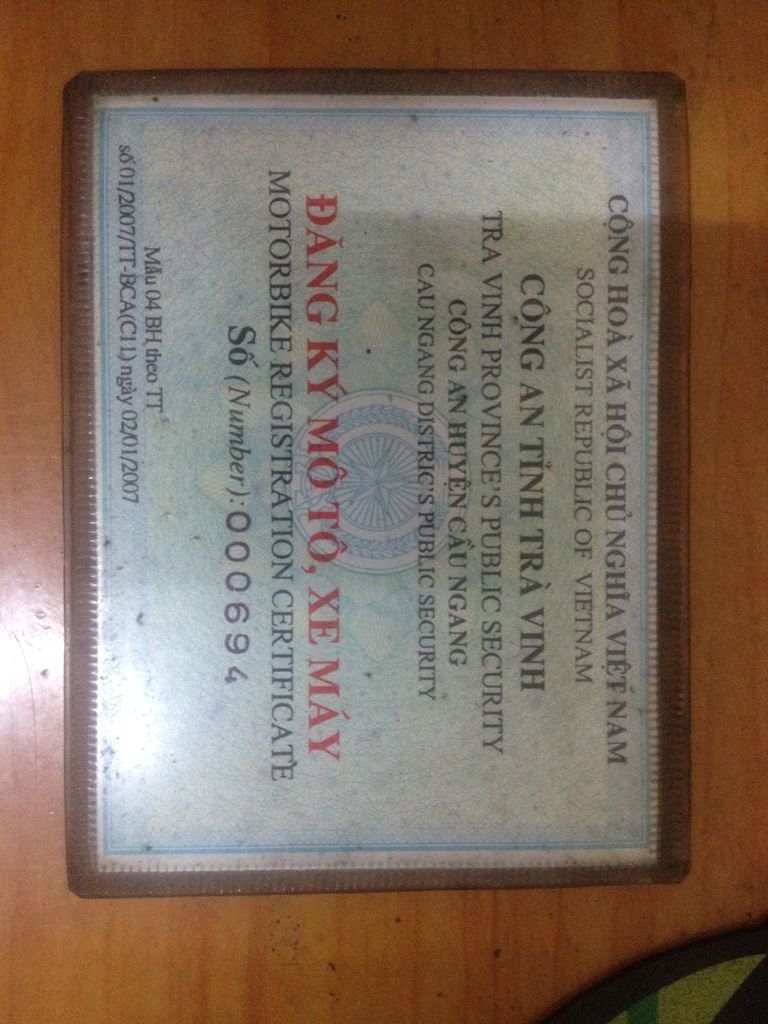 CỘNG HOÀ XÃ HỘI CHỦ NGHĨA VIỆT NAM
SOCIALIST REPUBLIC OF VIETNAM
CÔNG AN TỈNH TRÀ VINH
TRA VINH PROVINCE'S PUBLIC SECURITY
CÔNG AN HUYỆN CẦU NGANG
CAU NGANG DISTRIC'S PUBLIC SECURITY
ĐĂNG KÝ MÔ TÔ, XE MÁY
MOTORBIKE REGISTRATION CERTIFICATE
Số (Number): 000694
Mẫu 04 BH theo TT
số 01/2007/TT-BCA(C11) ngày 02/01/2007